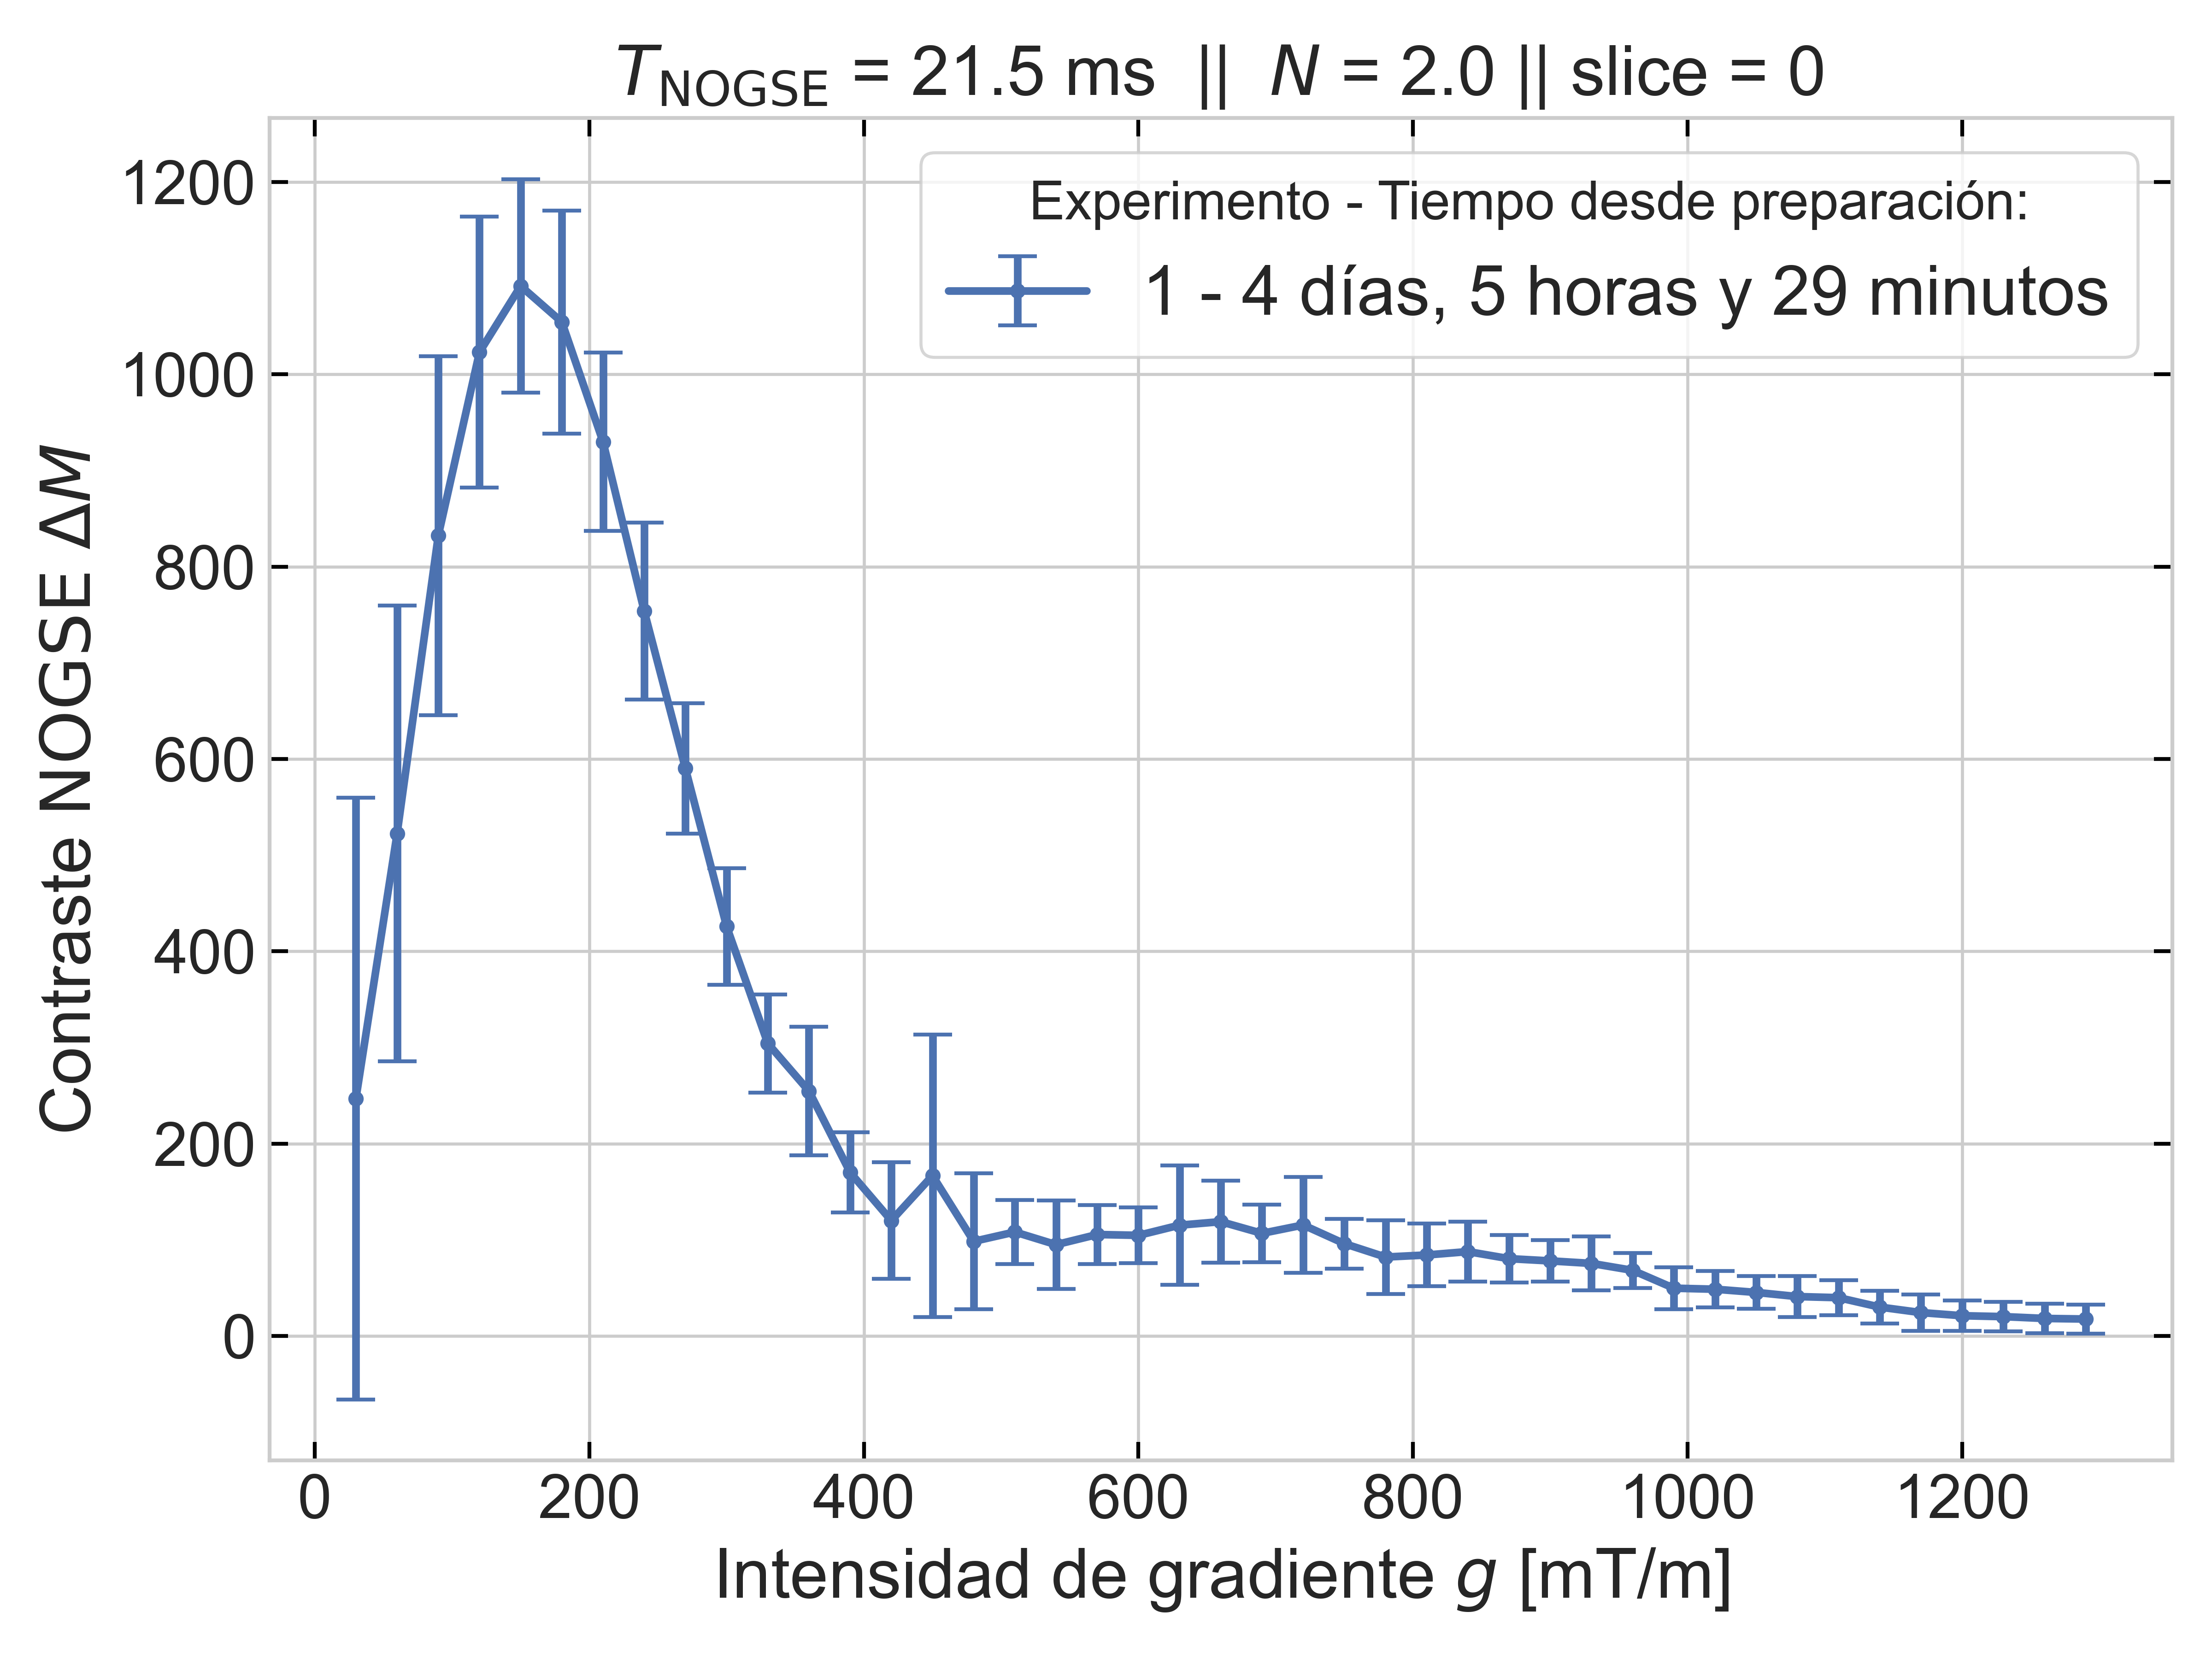 T_NOGSE = 21.5 ms || N = 2.0 || slice = 0
Experimento - Tiempo desde preparación:
1 - 4 días, 5 horas y 29 minutos
Contraste NOGSE ΔM
1200
1000
800
600
400
200
0
0 200 400 600 800 1000 1200
Intensidad de gradiente g [mT/m]